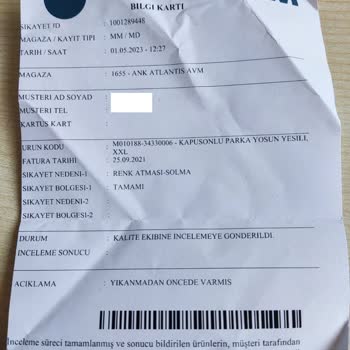 BILGI KARTI
SIKAYET ID : 1001289448
MAGAZA / KAYIT TIPI : MM / MD
TARIH / SAAT : 01.05.2023 - 12:27
MAGAZA : 1655 - ANK ATLANTIS AVM
MUSTERI AD SOYAD :
MUSTERI TEL :
KARTUS KART :
URUN KODU : M010188-34330006 - KAPUSONLU PARKA YOSUN YESILI,
XXL
FATURA TARIHI : 25.09.2021
SIKAYET NEDENI-1 : RENK ATMASI-SOLMA
SIKAYET BOLGESI-1 : TAMAMI
SIKAYET NEDENI-2 :
SIKAYET BOLGESI-2 :
DURUM : KALITE EKIBINE INCELEMEYE GONDERILDI.
INCELEME SONUCU :
ACIKLAMA : YIKANMADAN ONCEDE VARMIS
Inceleme süreci tamamlanmış ve sonucu bildirilen ürünlerin, müşteri tarafından